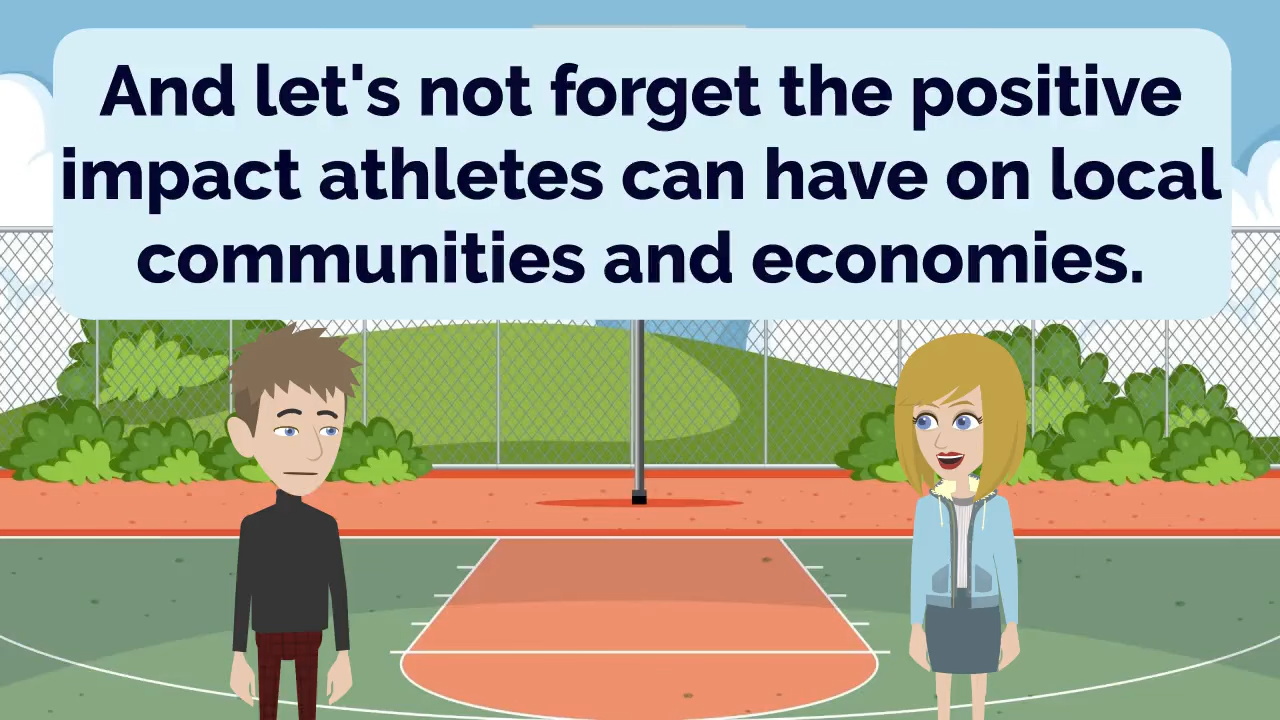 And let's not forget the positive
impact athletes can have on local
communities and economies.